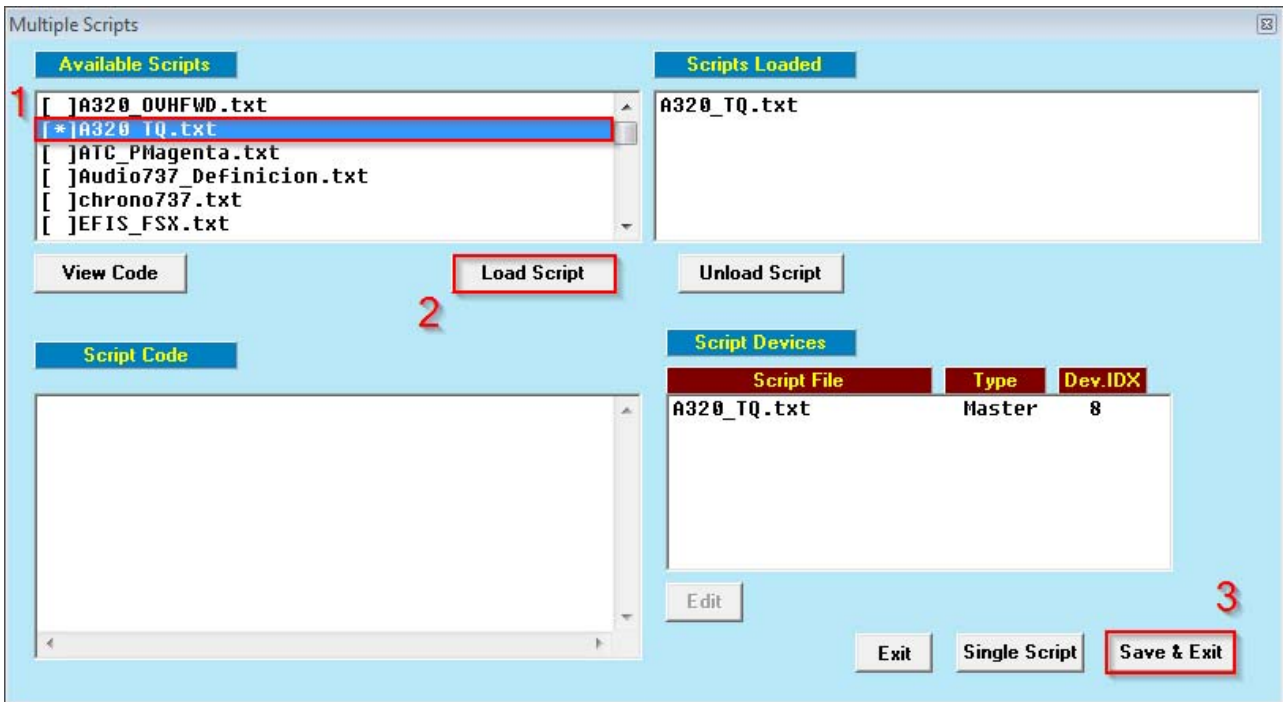 Multiple Scripts
Available Scripts
1
[ ]A320_OVHFWD.txt
[*]A320_TQ.txt
[ ]ATC_PMagenta.txt
[ ]Audio737_Definicion.txt
[ ]chrono737.txt
[ ]EFIS_FSX.txt
View Code
Load Script
2
Scripts Loaded
A320_TQ.txt
Unload Script
Script Code
Script Devices
Script File Type Dev.IDX
A320_TQ.txt Master 8
Edit
3
Exit Single Script Save & Exit